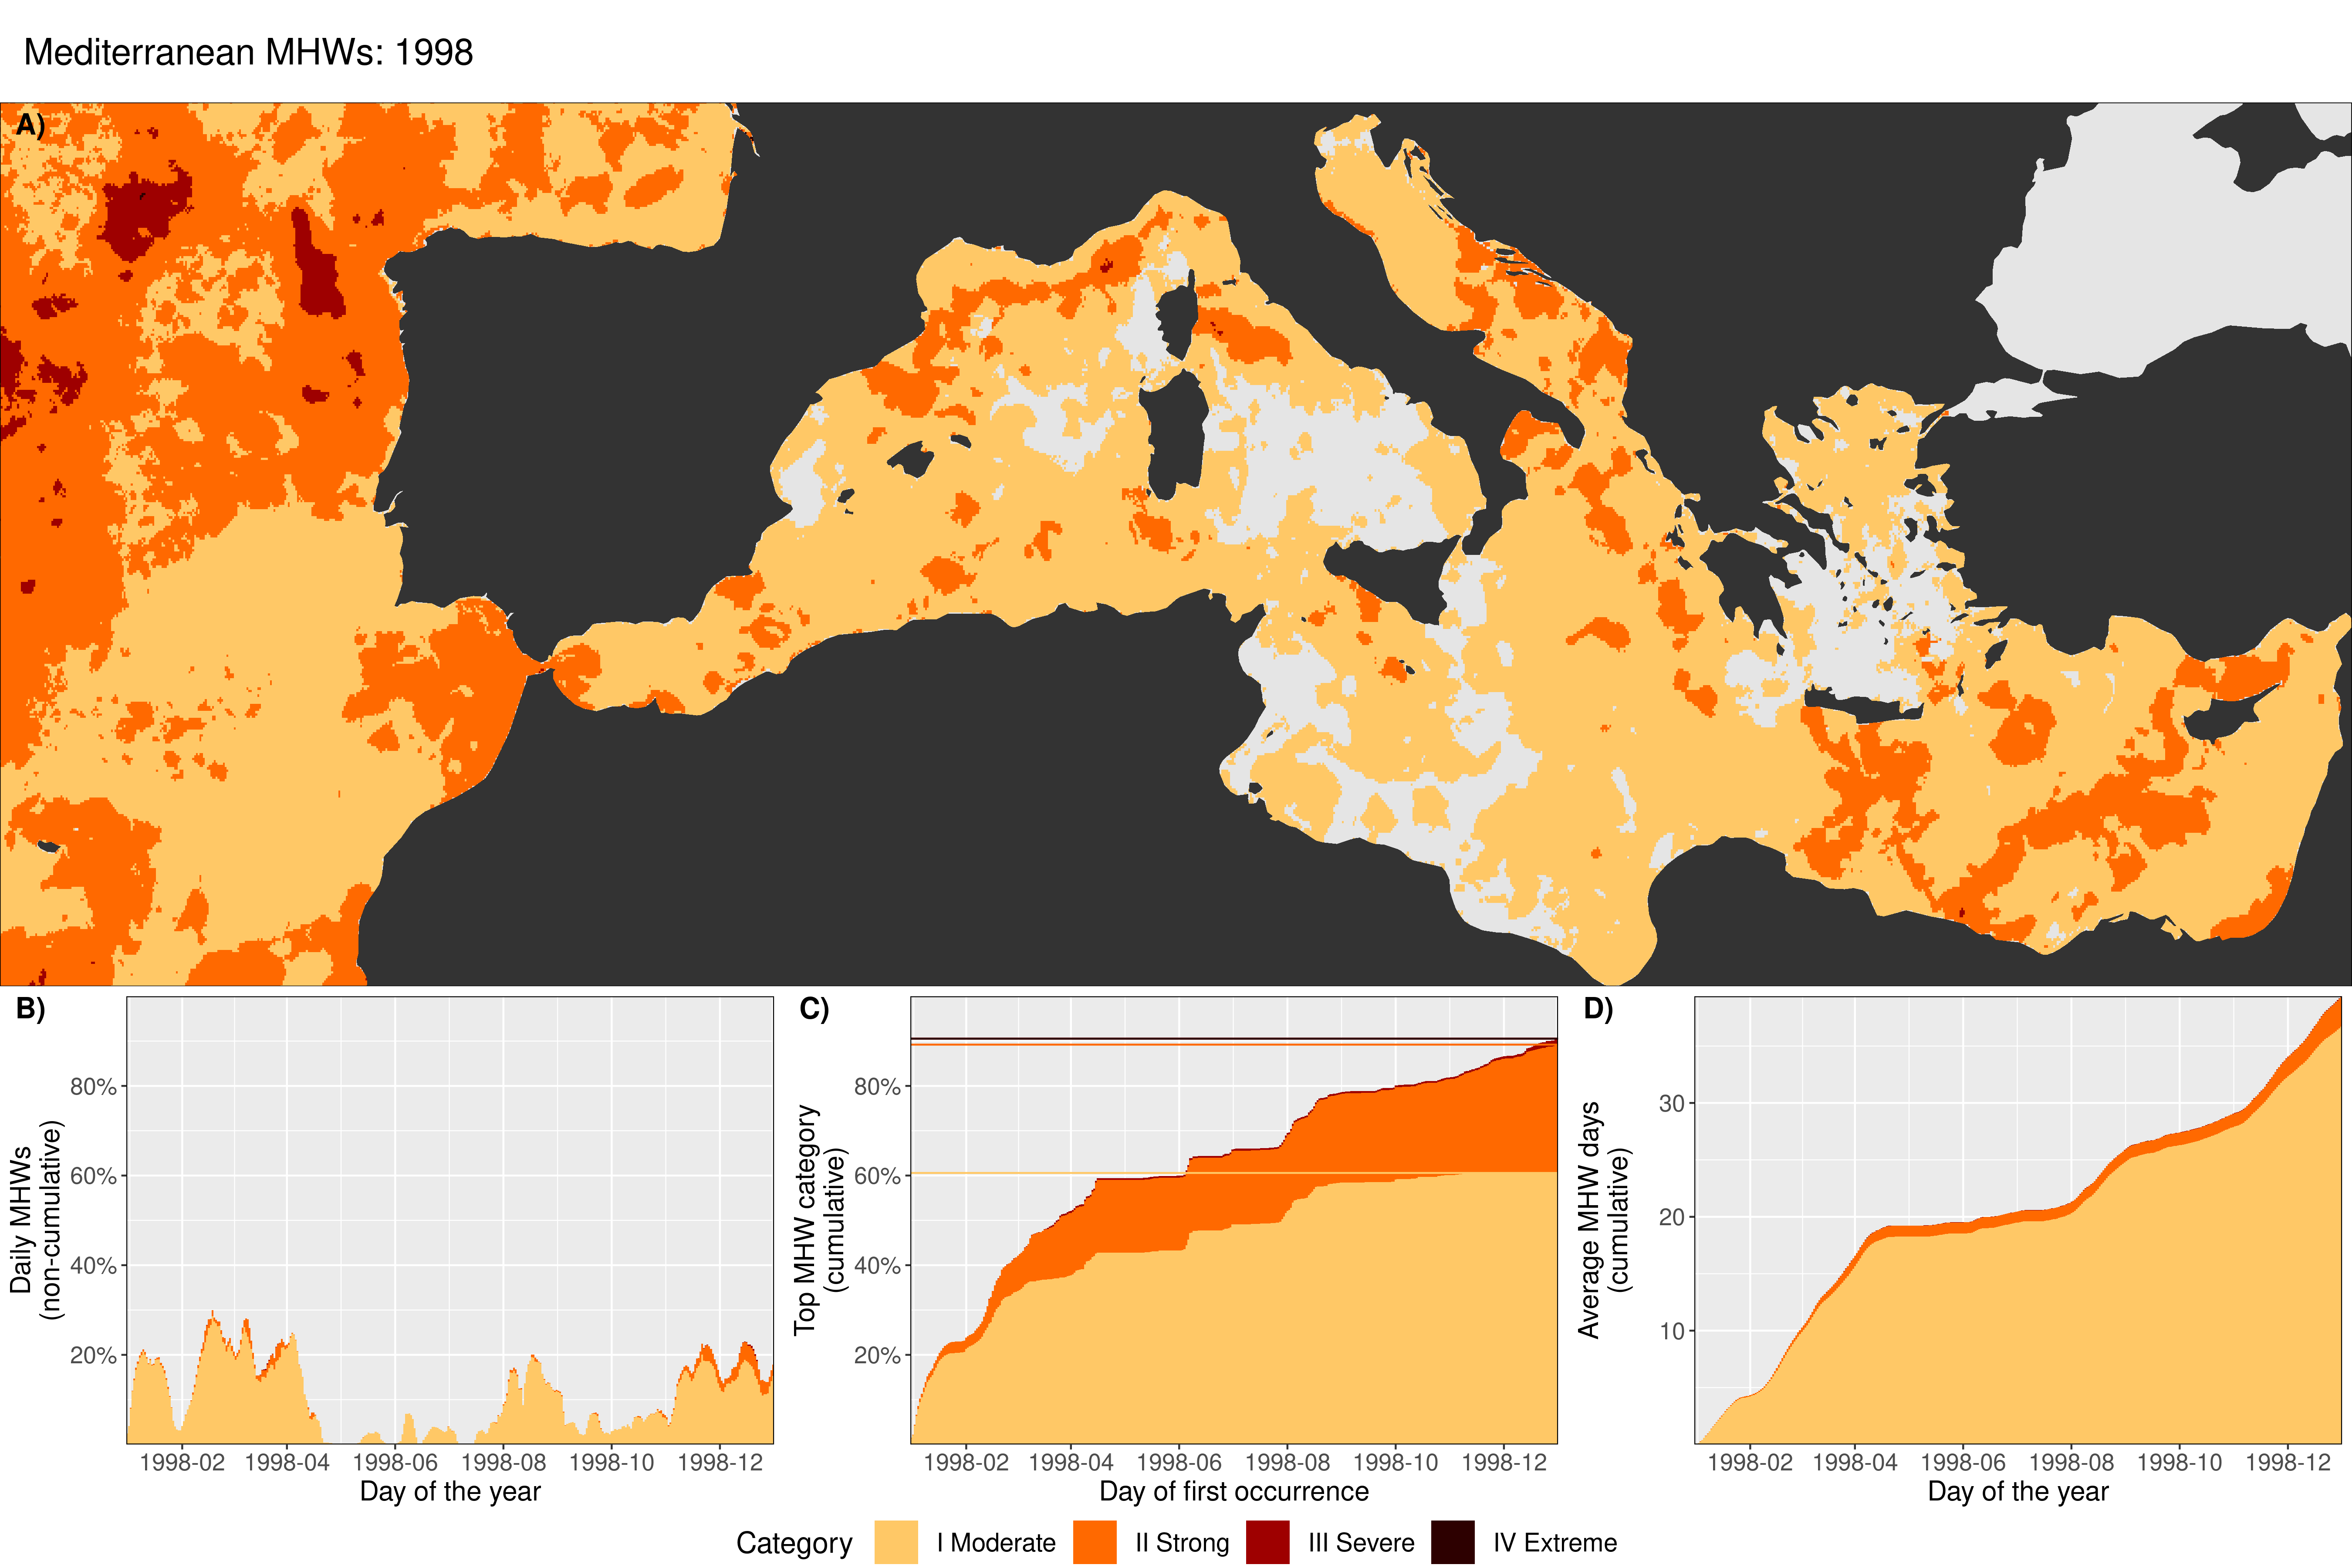 Mediterranean MHWs: 1998
A)
B)
Daily MHWs
(non-cumulative)
80%
60%
40%
20%
1998-02 1998-04 1998-06 1998-08 1998-10 1998-12
Day of the year
C)
Top MHW category
(cumulative)
80%
60%
40%
20%
1998-02 1998-04 1998-06 1998-08 1998-10 1998-12
Day of first occurrence
D)
Average MHW days
(cumulative)
30
20
10
1998-02 1998-04 1998-06 1998-08 1998-10 1998-12
Day of the year
Category I Moderate II Strong III Severe IV Extreme